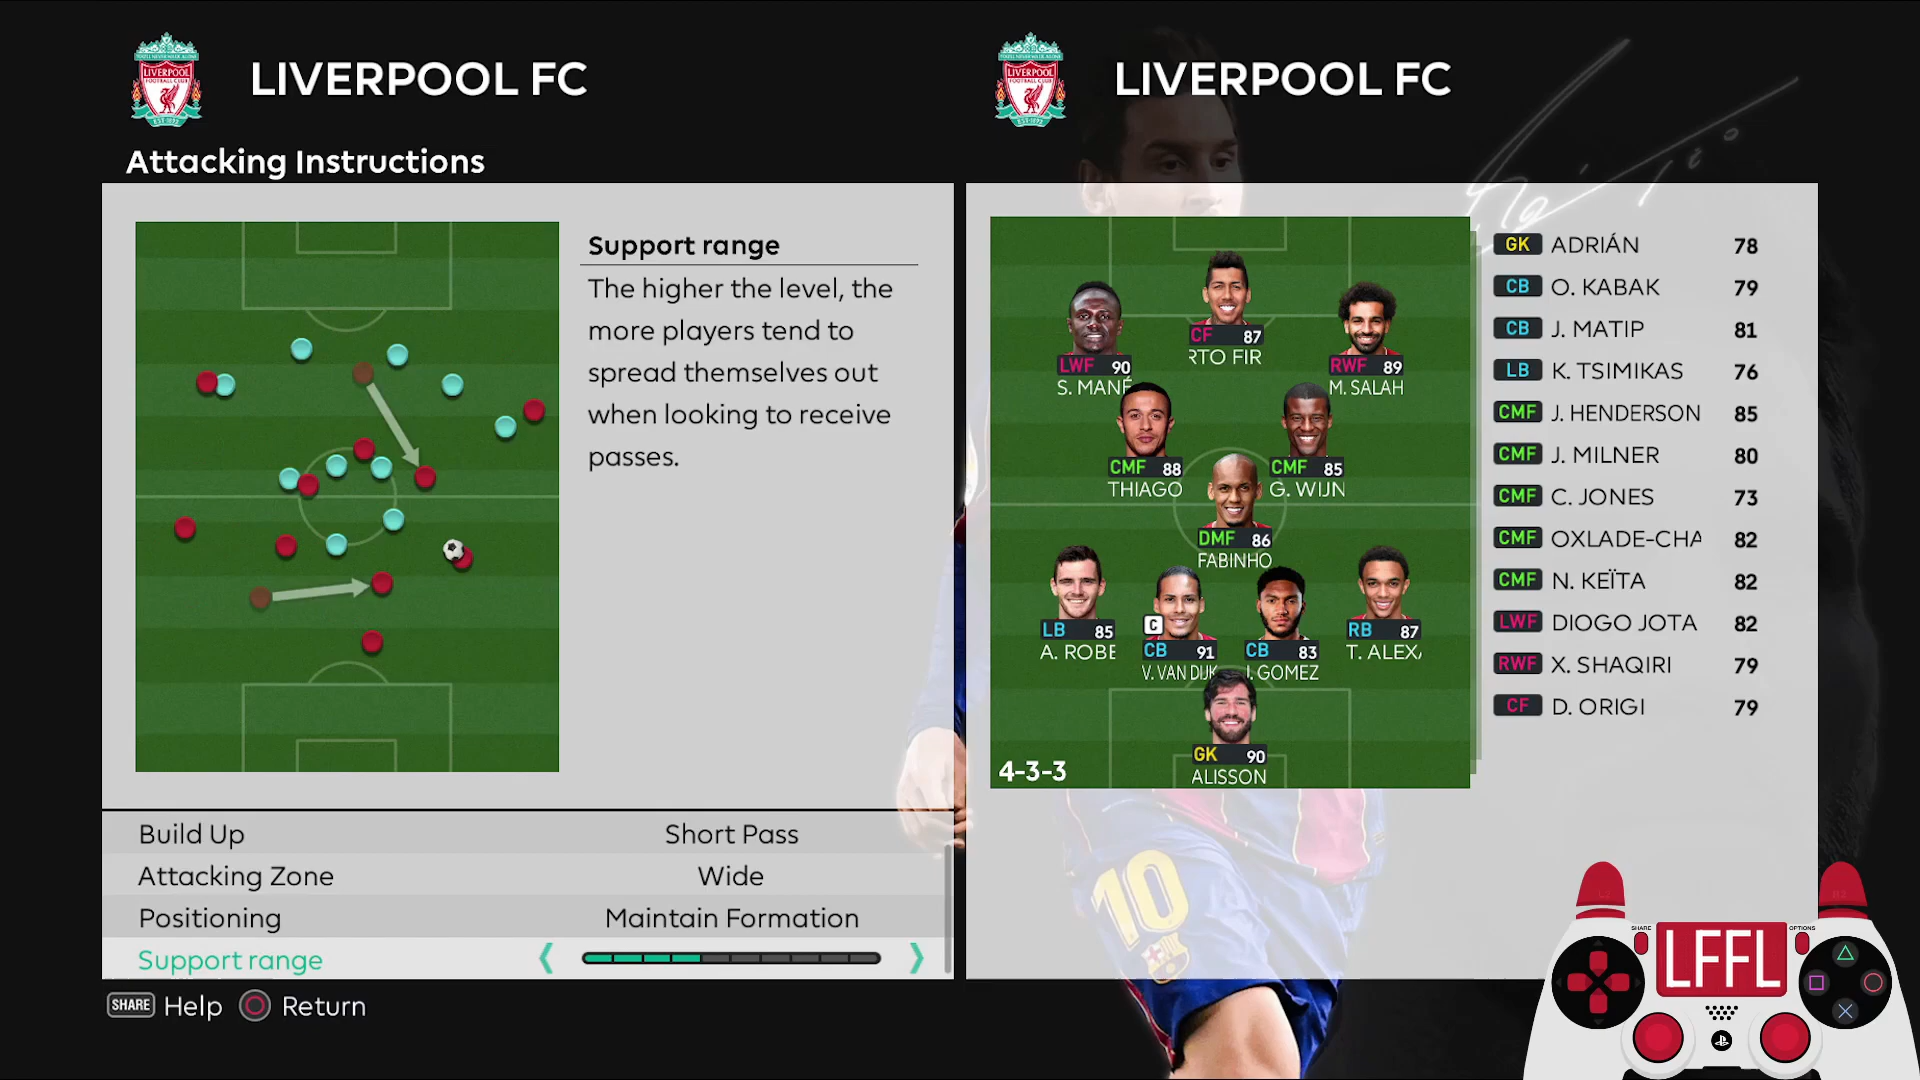 LIVERPOOL FC
Attacking Instructions
Support range
The higher the level, the
more players tend to
spread themselves out
when looking to receive
passes.
Build Up Short Pass
Attacking Zone Wide
Positioning Maintain Formation
Support range
SHARE Help Return
LIVERPOOL FC
CF 87
RTO FIR
LWF 90
S. MANÉ
RWF 89
M. SALAH
CMF 88
THIAGO
CMF 85
G. WIJN
DMF 86
FABINHO
LB 85
A. ROBE
C
CB 91
V. VAN DIJK
CB 83
J. GOMEZ
RB 87
T. ALEX
GK 90
ALISSON
4-3-3
GK ADRIÁN 78
CB O. KABAK 79
CB J. MATIP 81
LB K. TSIMIKAS 76
CMF J. HENDERSON 85
CMF J. MILNER 80
CMF C. JONES 73
CMF OXLADE-CHA 82
CMF N. KEÏTA 82
LWF DIOGO JOTA 82
RWF X. SHAQIRI 79
CF D. ORIGI 79
10
SHARE
OPTIONS
LFFL